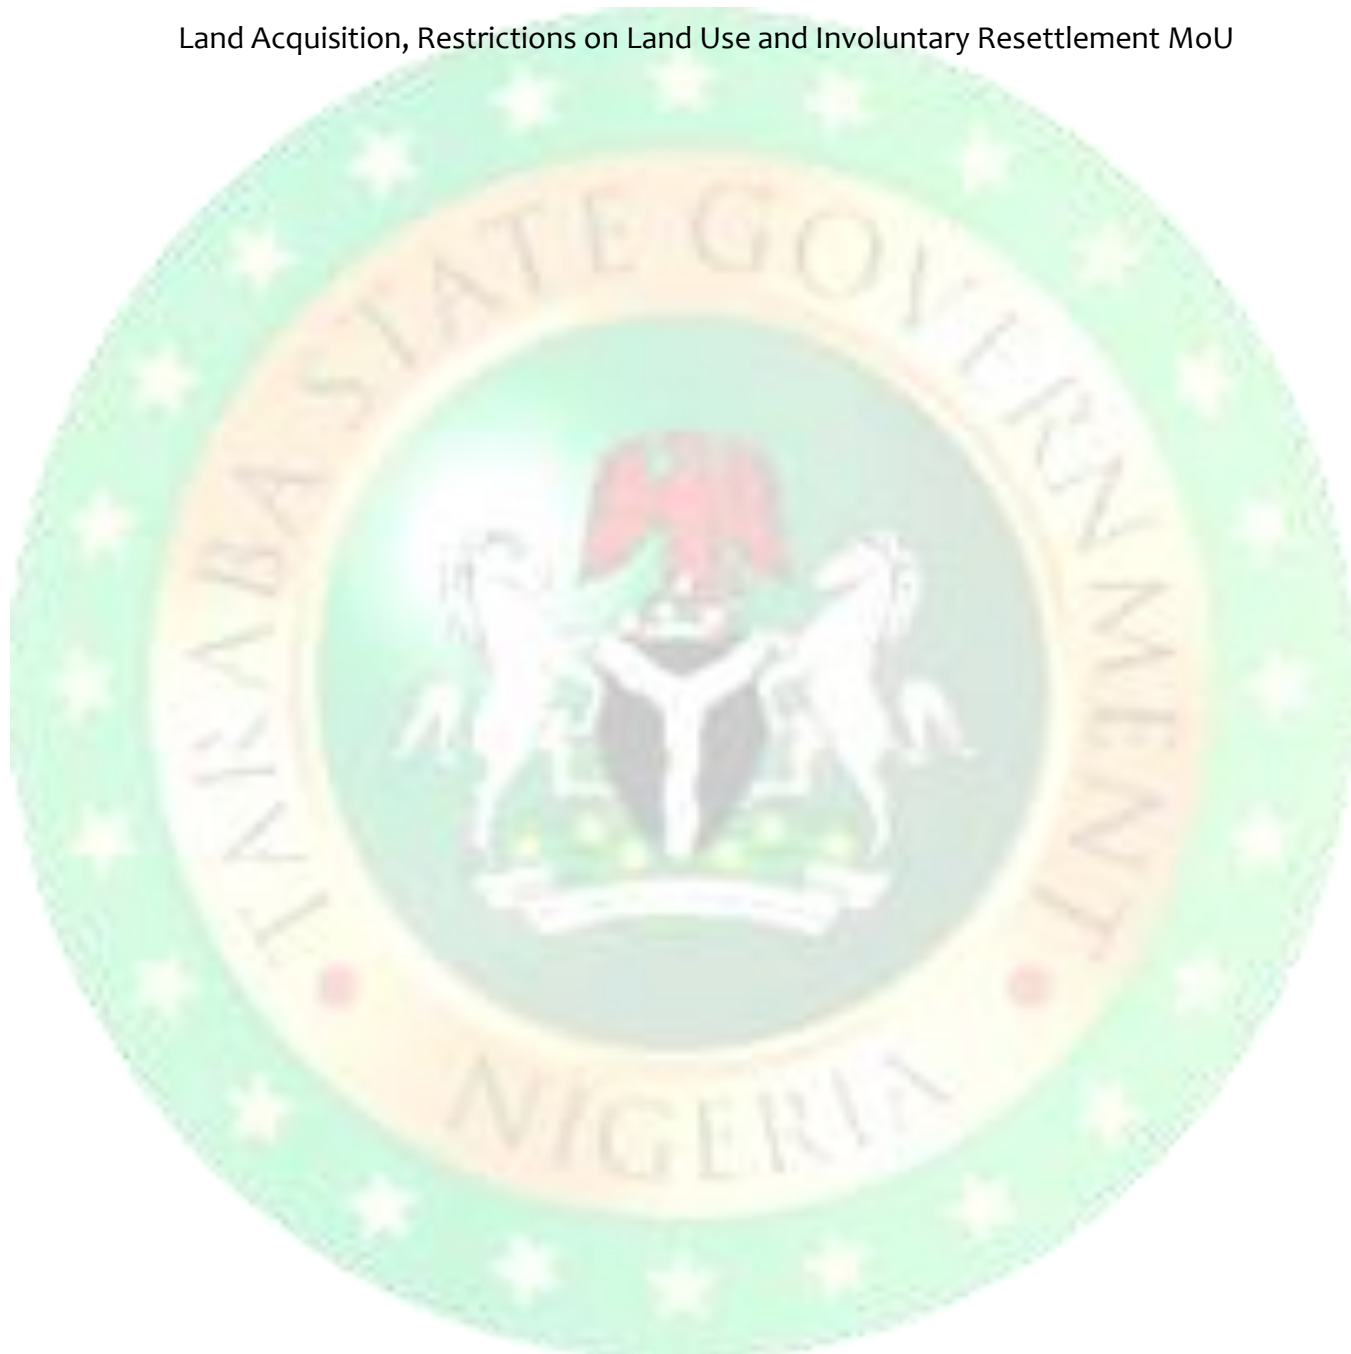 Land Acquisition, Restrictions on Land Use and Involuntary Resettlement MoU
TARABA STATE GOVERNMENT
NIGERIA